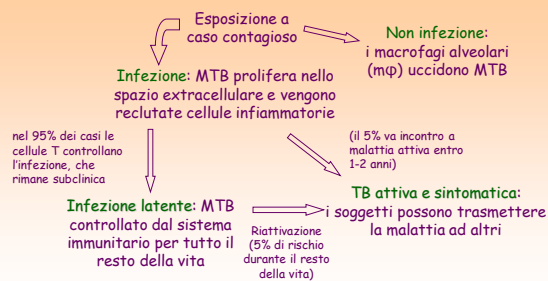 Esposizione a
caso contagioso
Non infezione:
i macrofagi alveolari
(mφ) uccidono MTB
Infezione: MTB prolifera nello
spazio extracellulare e vengono
reclutate cellule infiammatorie
nel 95% dei casi le
cellule T controllano
l'infezione, che
rimane subclinica
(il 5% va incontro a
malattia attiva entro
1-2 anni)
Infezione latente: MTB
controllato dal sistema
immunitario per tutto il
resto della vita
Riattivazione
(5% di rischio
durante il resto
della vita)
TB attiva e sintomatica:
i soggetti possono trasmettere
la malattia ad altri